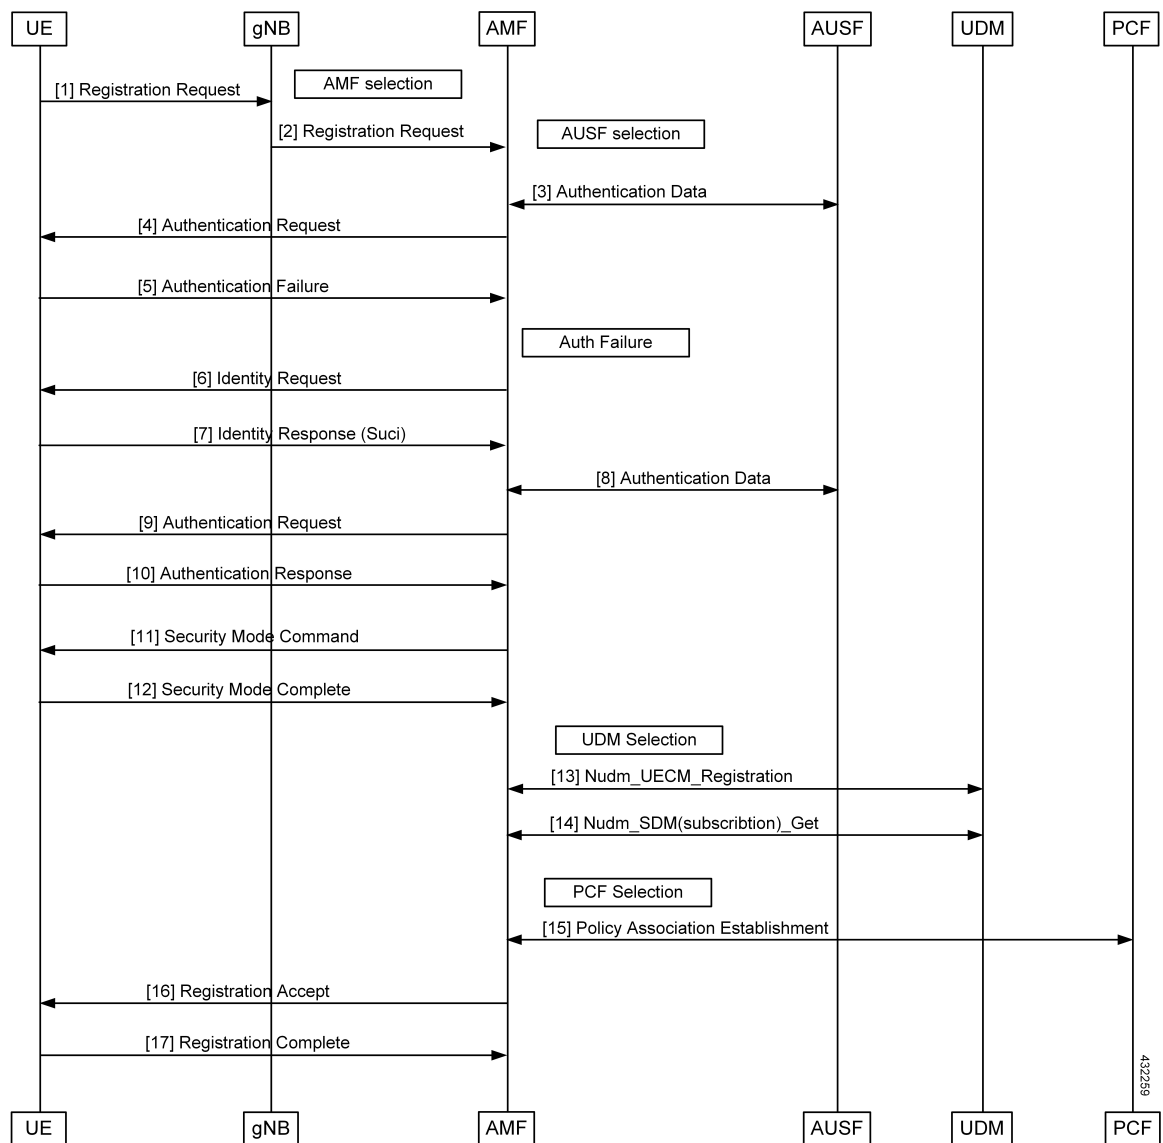 UE
gNB
AMF
AUSF
UDM
PCF
AMF selection
[1] Registration Request
[2] Registration Request
AUSF selection
[3] Authentication Data
[4] Authentication Request
[5] Authentication Failure
Auth Failure
[6] Identity Request
[7] Identity Response (Suci)
[8] Authentication Data
[9] Authentication Request
[10] Authentication Response
[11] Security Mode Command
[12] Security Mode Complete
UDM Selection
[13] Nudm_UECM_Registration
[14] Nudm_SDM(subscribtion)_Get
PCF Selection
[15] Policy Association Establishment
[16] Registration Accept
[17] Registration Complete
432259
UE
gNB
AMF
AUSF
UDM
PCF